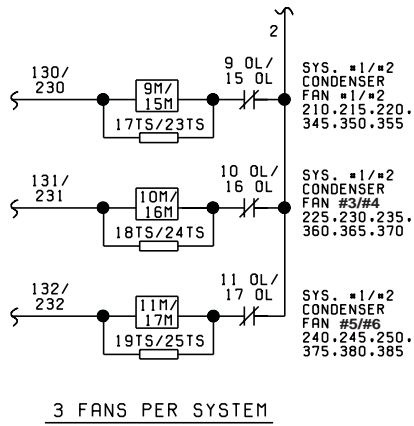 2
130/
230
9M/
15M
17TS/23TS
9 OL/
15 OL
SYS. #1/#2
CONDENSER
FAN #1/#2
210.215.220.
345.350.355
131/
231
10M/
16M
18TS/24TS
10 OL/
16 OL
SYS. #1/#2
CONDENSER
FAN #3/#4
225.230.235.
360.365.370
132/
232
11M/
17M
19TS/25TS
11 OL/
17 OL
SYS. #1/#2
CONDENSER
FAN #5/#6
240.245.250.
375.380.385
3 FANS PER SYSTEM